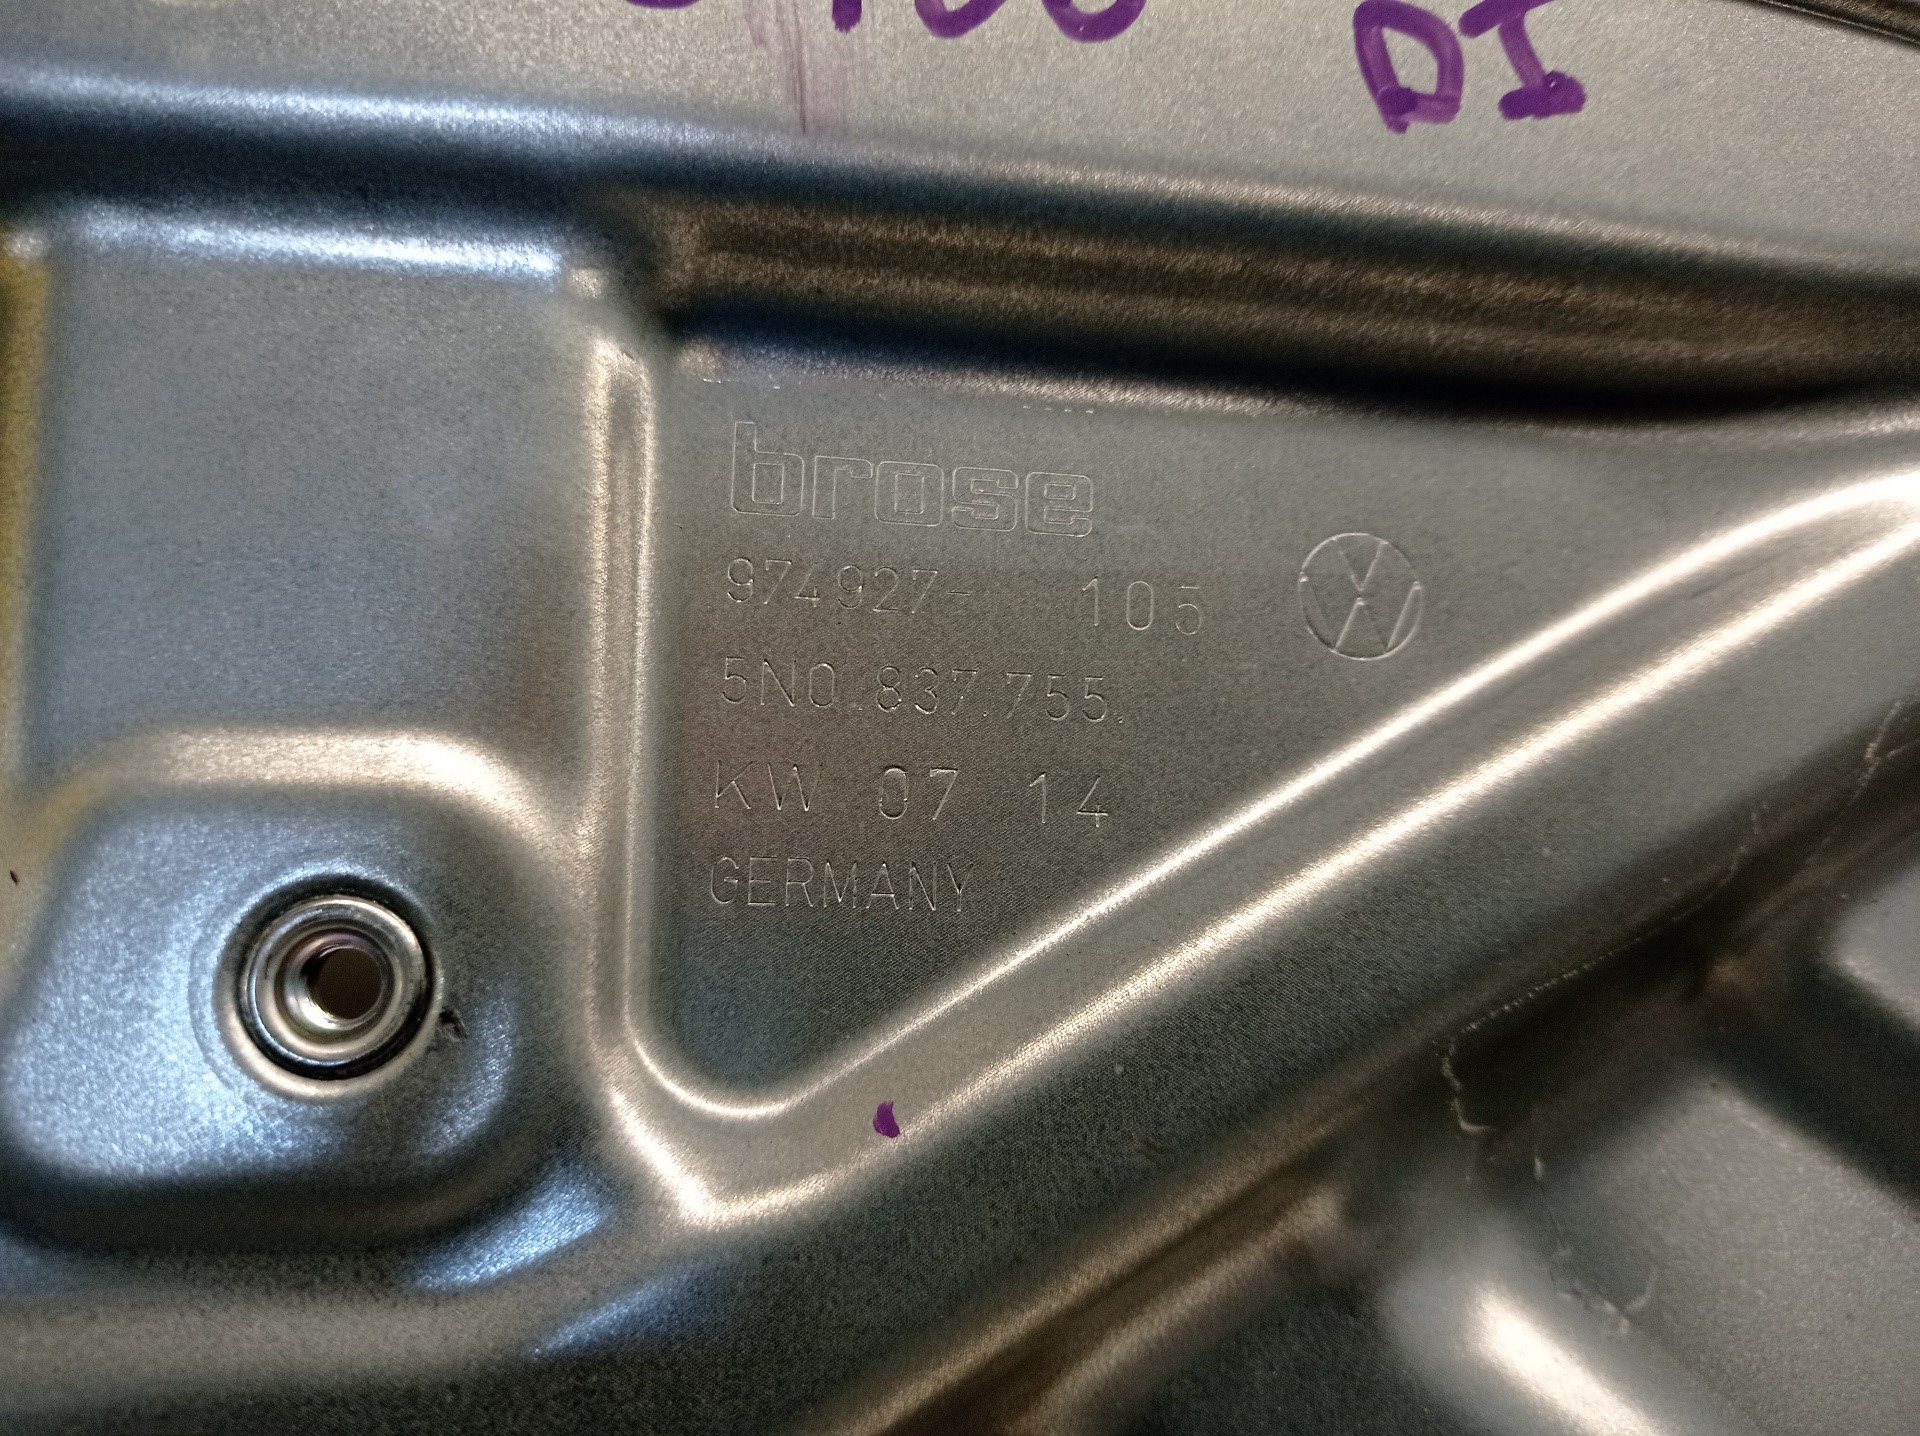 DI
brose
974927- 105
5N0.837.755.
KW 07 14
GERMANY